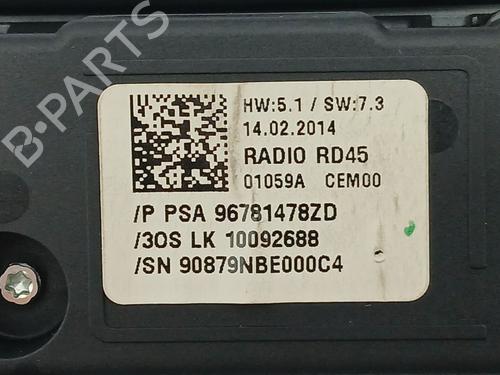 B-PARTS
HW:5.1 / SW:7.3
14.02.2014
RADIO RD45
01059A CEM00
/P PSA 96781478ZD
/3OS LK 10092688
/SN 90879NBE000C4